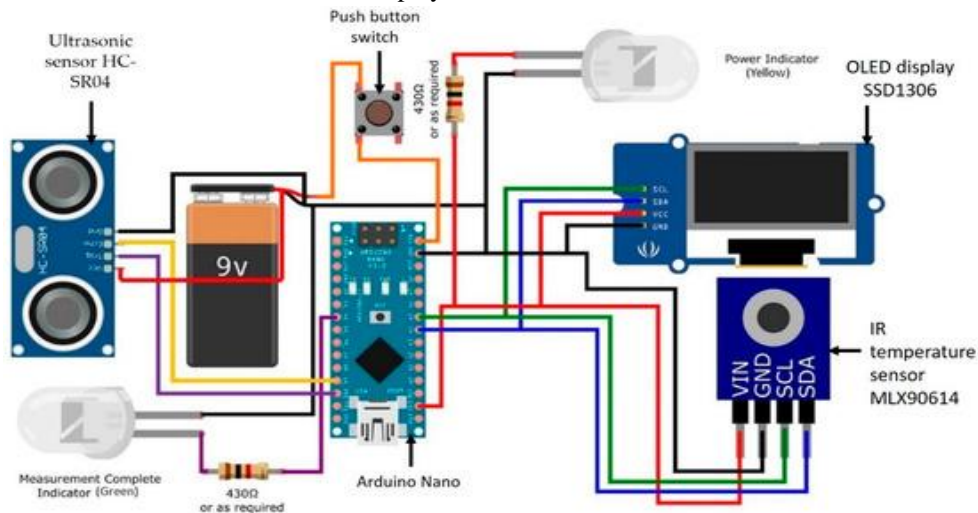 Push button
switch
Ultrasonic
sensor HC-
SR04
430Ω
or as required
Power Indicator
(Yellow)
OLED display
SSD1306
SCL
SDA
VCC
GND
HC-SR04
9v
IR
temperature
sensor
MLX90614
VIN
GND
SCL
SDA
Measurement Complete
Indicator (Green)
430Ω
or as required
Arduino Nano